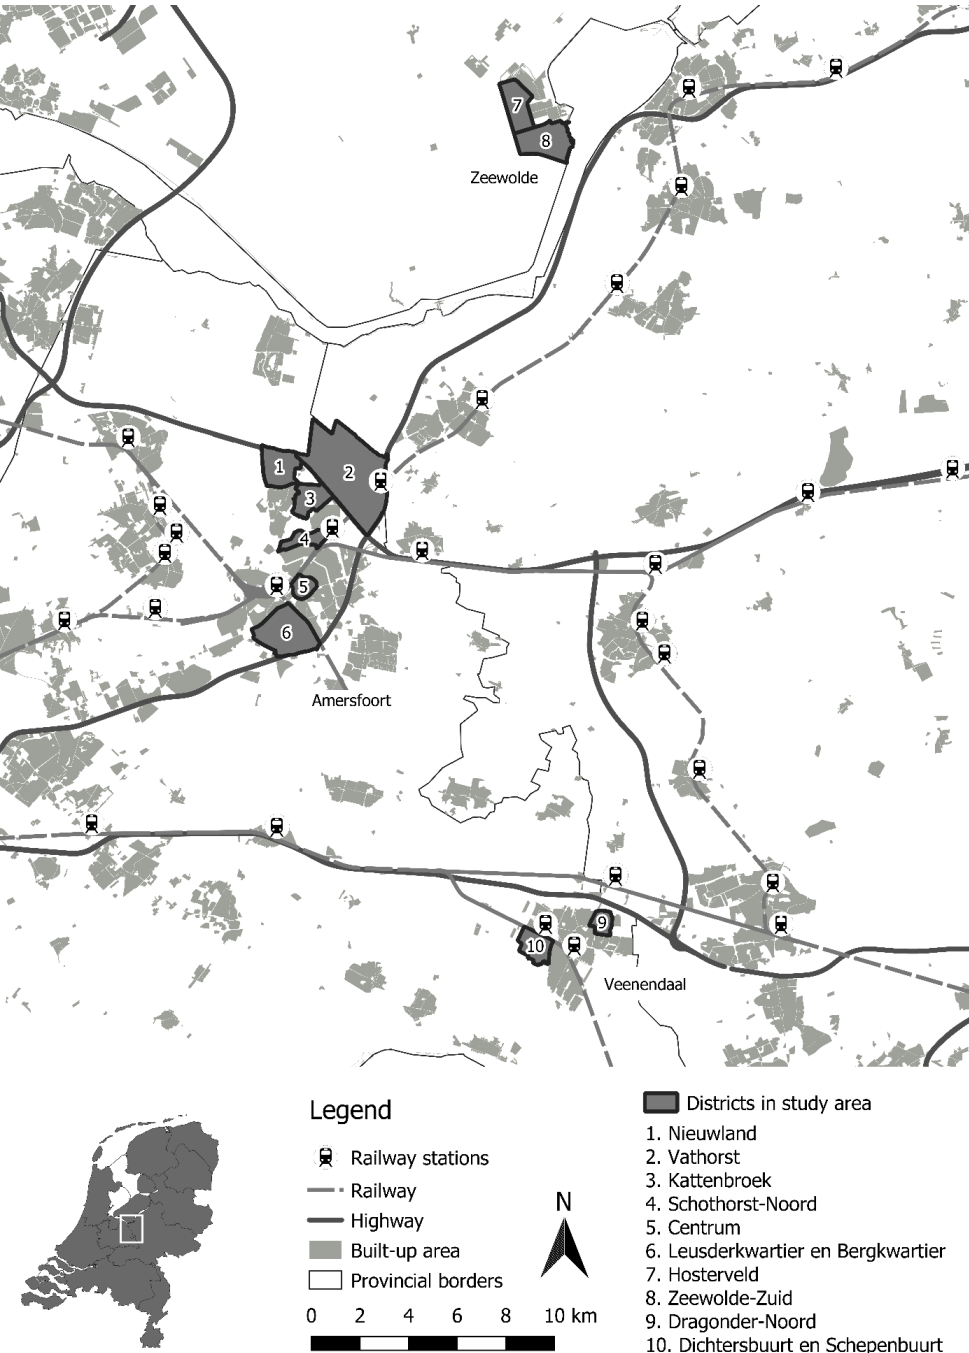 7
8
Zeewolde
1
2
3
4
5
6
Amersfoort
9
10
Veenendaal
Legend
Railway stations
Railway
Highway
Built-up area
Provincial borders
0 2 4 6 8 10 km
N
Districts in study area
1. Nieuwland
2. Vathorst
3. Kattenbroek
4. Schothorst-Noord
5. Centrum
6. Leusderkwartier en Bergkwartier
7. Hosterveld
8. Zeewolde-Zuid
9. Dragonder-Noord
10. Dichtersbuurt en Schepenbuurt